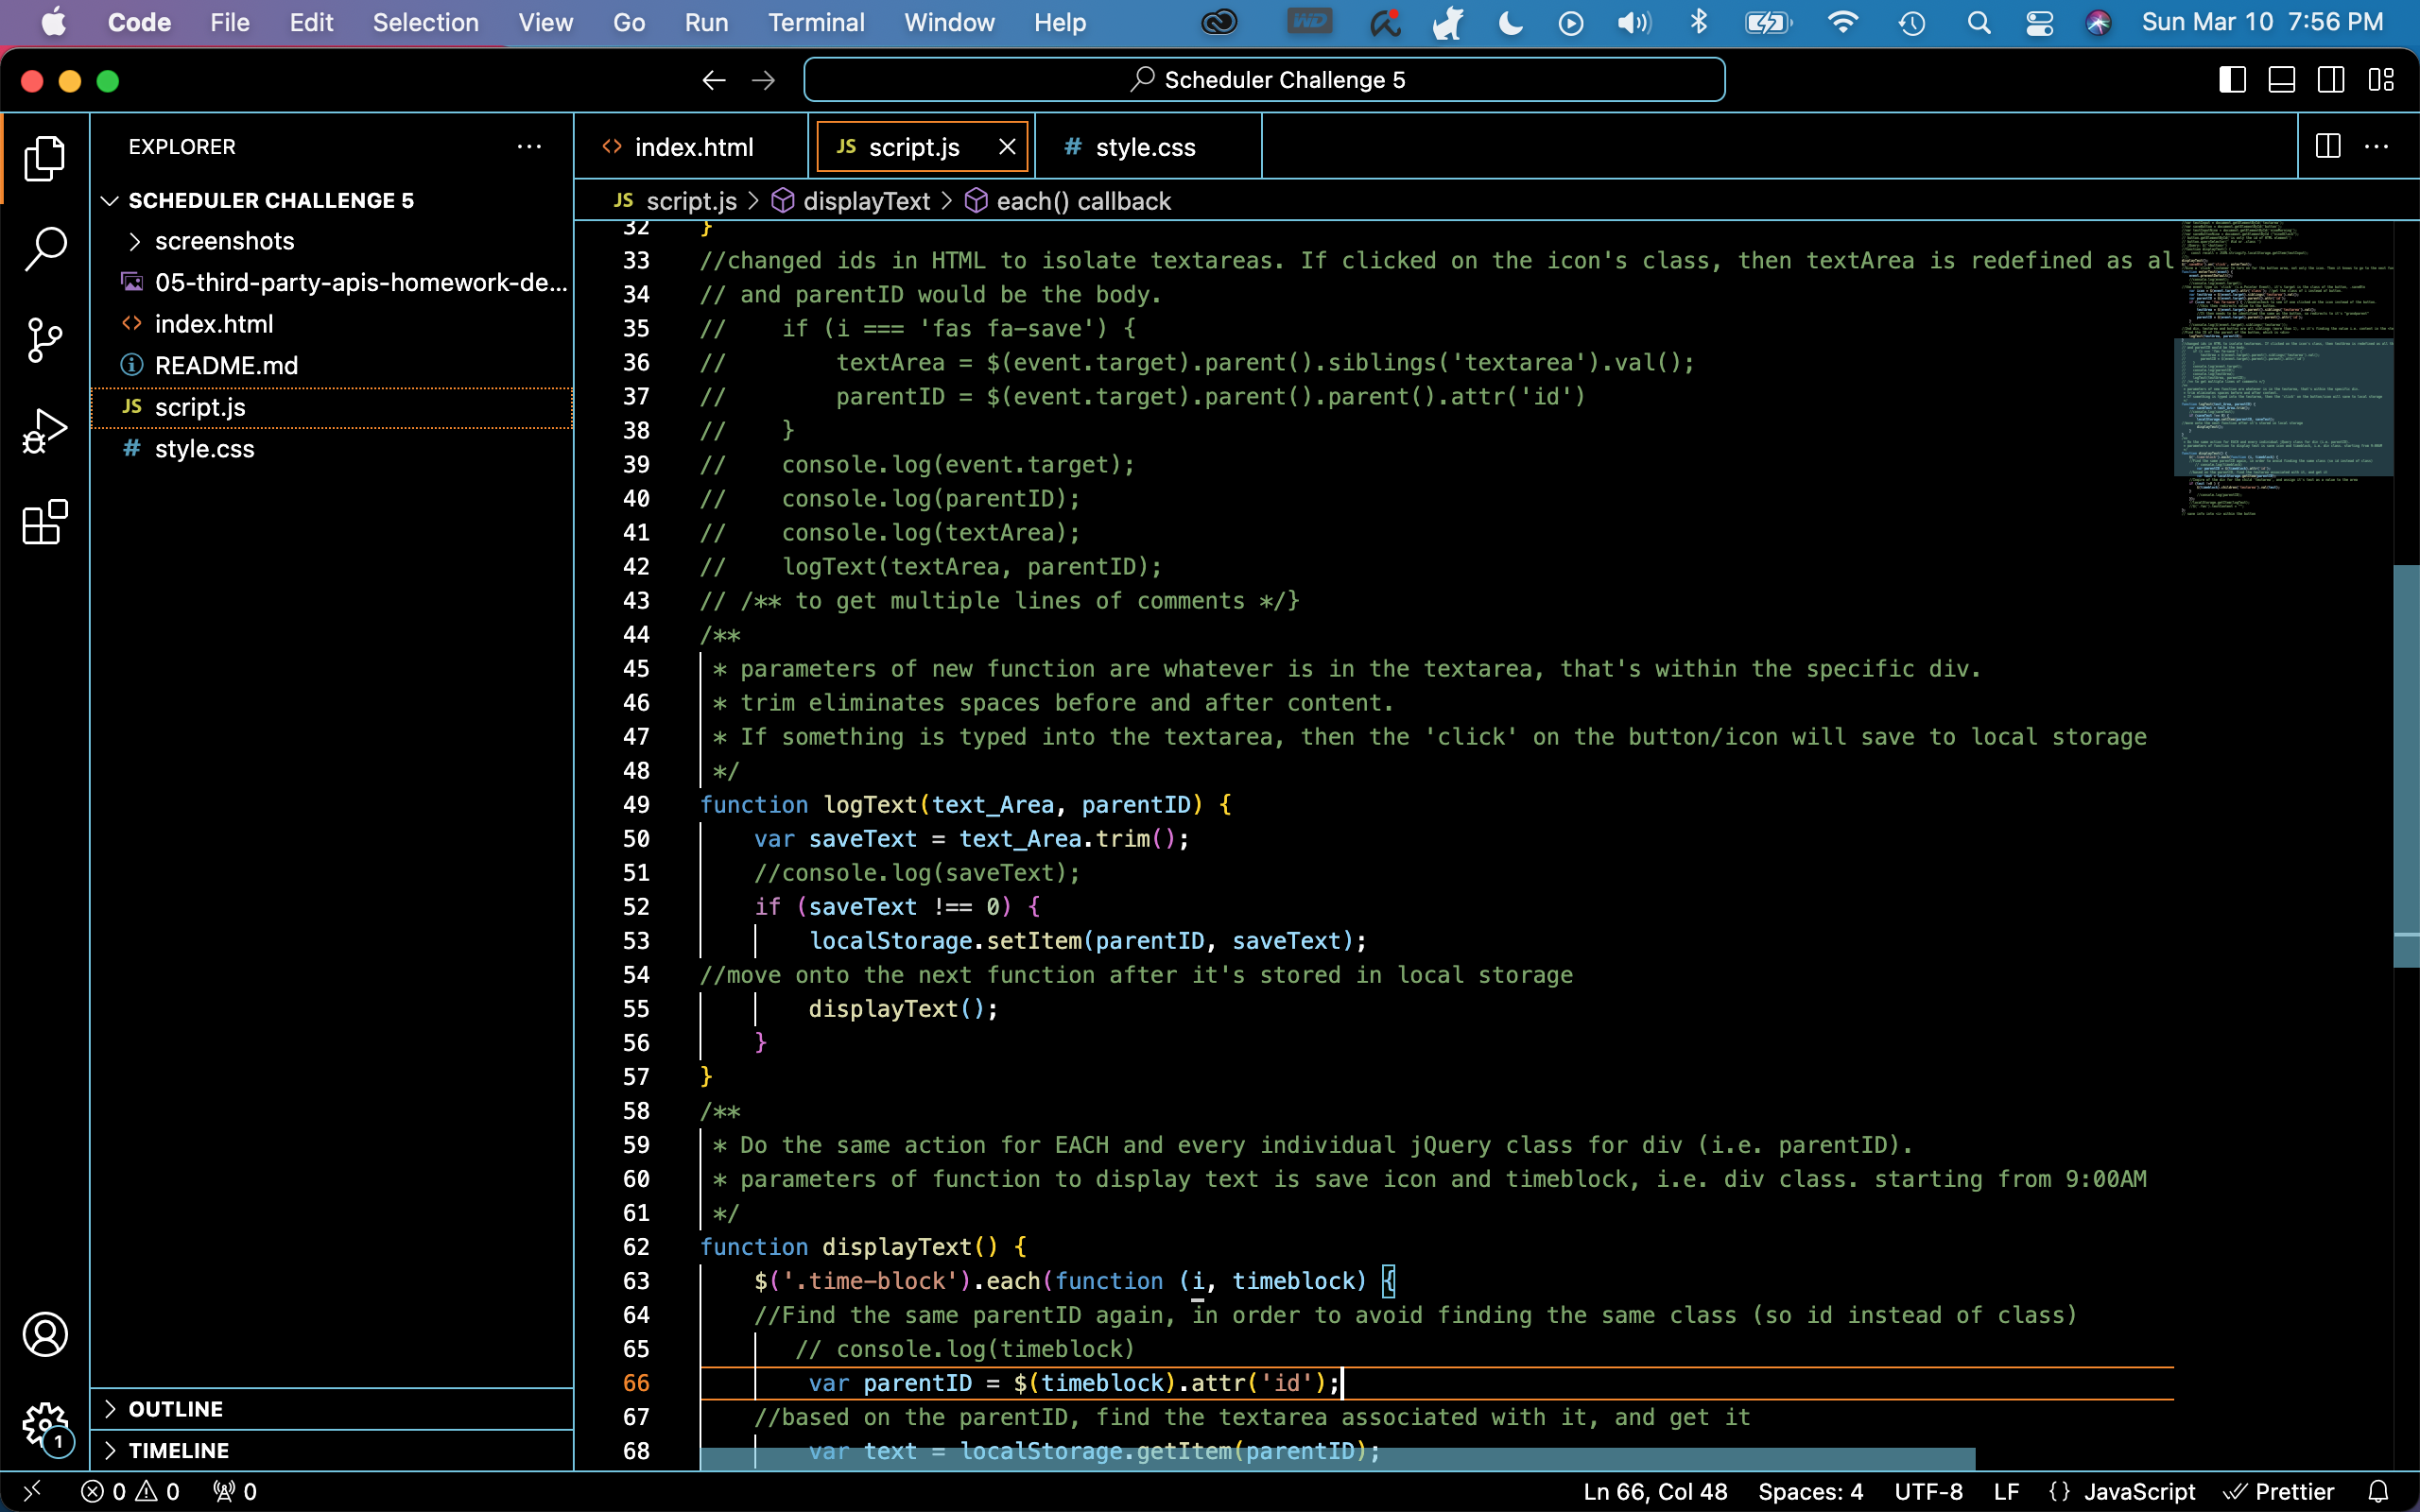 Code File Edit Selection View Go Run Terminal Window Help WD Sun Mar 10 7:56 PM
Scheduler Challenge 5
EXPLORER
SCHEDULER CHALLENGE 5
screenshots
05-third-party-apis-homework-de...
index.html
README.md
JS script.js
# style.css
OUTLINE
TIMELINE
<> index.html JS script.js # style.css
JS script.js > displayText > each() callback
32 }
33 //changed ids in HTML to isolate textareas. If clicked on the icon's class, then textArea is redefined as al
34 // and parentID would be the body.
35 //    if (i === 'fas fa-save') {
36 //        textArea = $(event.target).parent().siblings('textarea').val();
37 //        parentID = $(event.target).parent().parent().attr('id')
38 //    }
39 //    console.log(event.target);
40 //    console.log(parentID);
41 //    console.log(textArea);
42 //    logText(textArea, parentID);
43 // /** to get multiple lines of comments */}
44 /**
45  * parameters of new function are whatever is in the textarea, that's within the specific div.
46  * trim eliminates spaces before and after content.
47  * If something is typed into the textarea, then the 'click' on the button/icon will save to local storage
48  */
49 function logText(text_Area, parentID) {
50     var saveText = text_Area.trim();
51     //console.log(saveText);
52     if (saveText !== 0) {
53         localStorage.setItem(parentID, saveText);
54 //move onto the next function after it's stored in local storage
55         displayText();
56     }
57 }
58 /**
59  * Do the same action for EACH and every individual jQuery class for div (i.e. parentID).
60  * parameters of function to display text is save icon and timeblock, i.e. div class. starting from 9:00AM
61  */
62 function displayText() {
63     $('.time-block').each(function (i, timeblock) {
64     //Find the same parentID again, in order to avoid finding the same class (so id instead of class)
65        // console.log(timeblock)
66         var parentID = $(timeblock).attr('id');
67     //based on the parentID, find the textarea associated with it, and get it
68         var text = localStorage.getItem(parentID);
1
0 0 0 Ln 66, Col 48 Spaces: 4 UTF-8 LF {} JavaScript Prettier